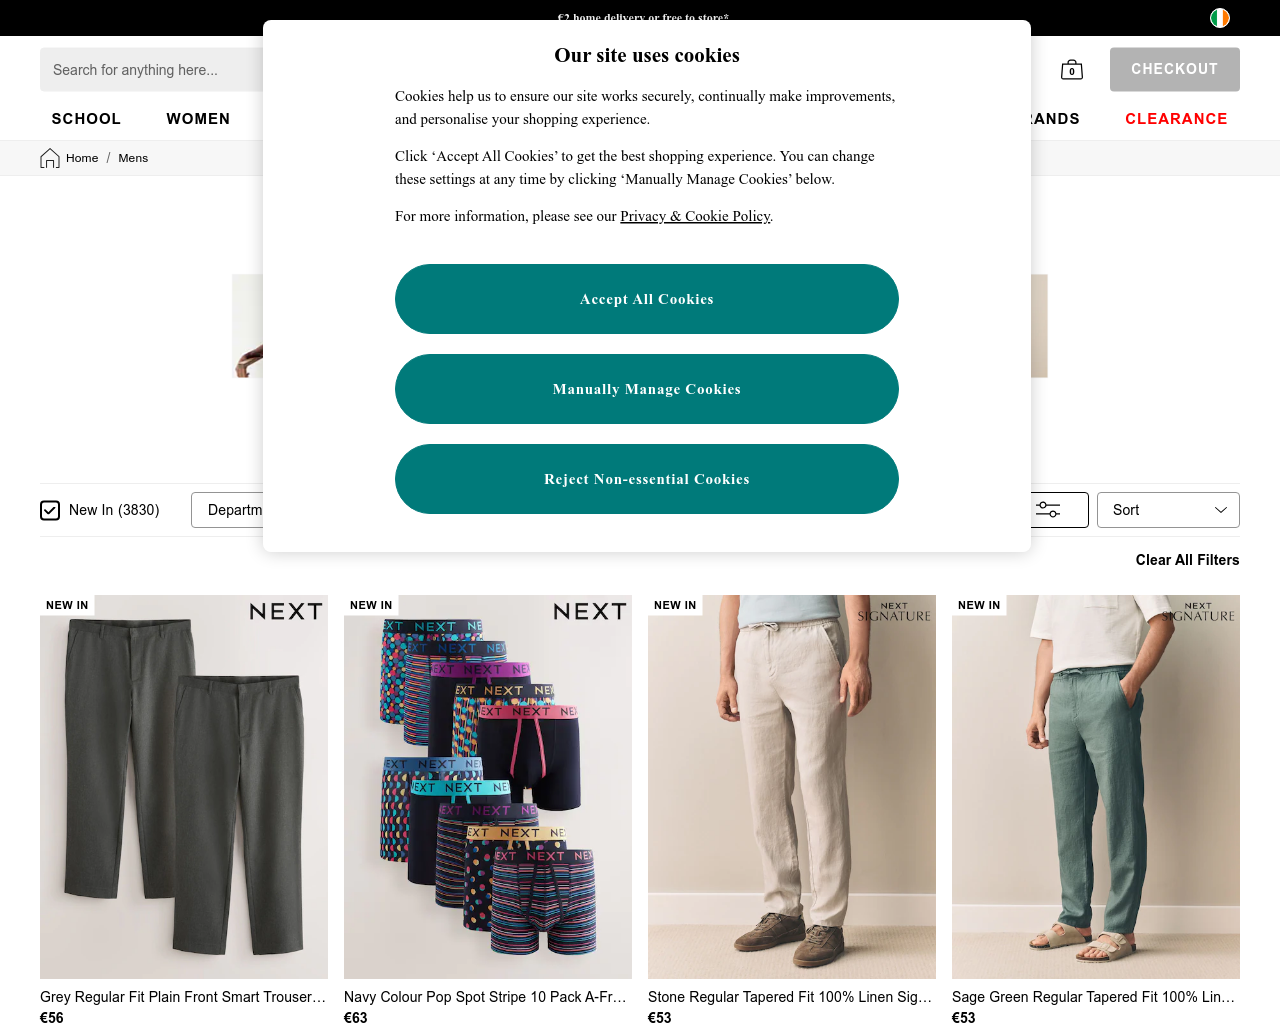 €2 home delivery or free to store*
Search for anything here...
0
CHECKOUT
SCHOOL
WOMEN
CLEARANCE
Home / Mens
Our site uses cookies
Cookies help us to ensure our site works securely, continually make improvements,
and personalise your shopping experience.
Click ‘Accept All Cookies’ to get the best shopping experience. You can change
these settings at any time by clicking ‘Manually Manage Cookies’ below.
For more information, please see our Privacy & Cookie Policy.
Accept All Cookies
Manually Manage Cookies
Reject Non-essential Cookies
New In (3830)
Sort
Clear All Filters
NEW IN
NEXT
NEW IN
NEXT
NEW IN
NEXT
SIGNATURE
NEW IN
NEXT
SIGNATURE
Grey Regular Fit Plain Front Smart Trouser...
€56
Navy Colour Pop Spot Stripe 10 Pack A-Fr...
€63
Stone Regular Tapered Fit 100% Linen Sig...
€53
Sage Green Regular Tapered Fit 100% Lin...
€53